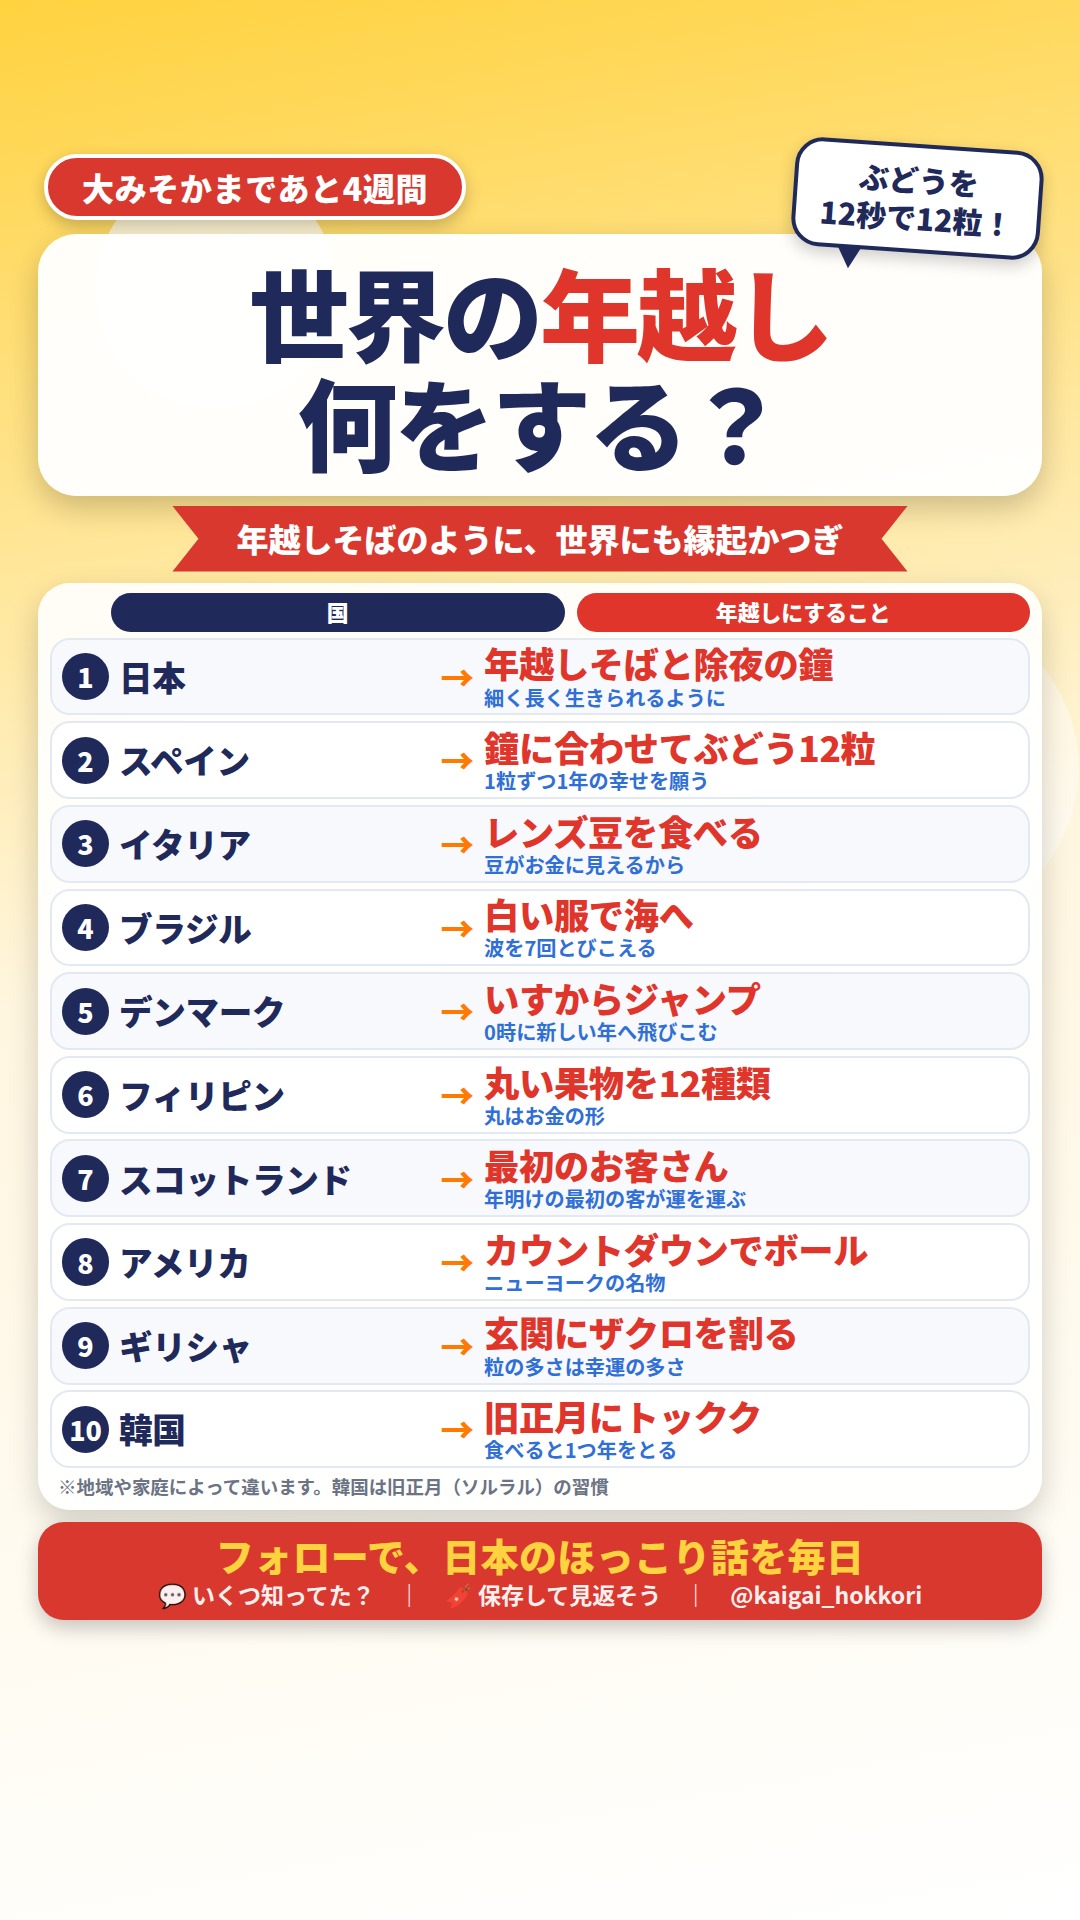 大みそかまであと4週間
ぶどうを
12秒で12粒！
世界の年越し
何をする？
年越しそばのように、世界にも縁起かつぎ
国
年越しにすること
1 日本 → 年越しそばと除夜の鐘
細く長く生きられるように
2 スペイン → 鐘に合わせてぶどう12粒
1粒ずつ1年の幸せを願う
3 イタリア → レンズ豆を食べる
豆がお金に見えるから
4 ブラジル → 白い服で海へ
波を7回とびこえる
5 デンマーク → いすからジャンプ
0時に新しい年へ飛びこむ
6 フィリピン → 丸い果物を12種類
丸はお金の形
7 スコットランド → 最初のお客さん
年明けの最初の客が運を運ぶ
8 アメリカ → カウントダウンでボール
ニューヨークの名物
9 ギリシャ → 玄関にザクロを割る
粒の多さは幸運の多さ
10 韓国 → 旧正月にトックク
食べると1つ年をとる
※地域や家庭によって違います。韓国は旧正月（ソルラル）の習慣
フォローで、日本のほっこり話を毎日
💬 いくつ知ってた？ ｜ 🔖 保存して見返そう ｜ @kaigai_hokkori